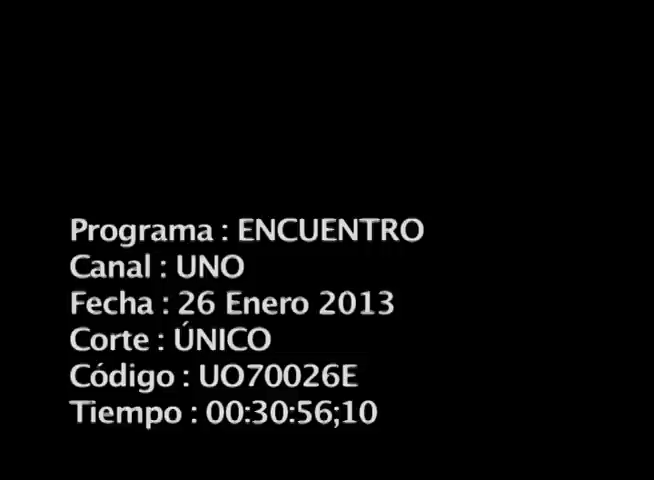 Programa : ENCUENTRO
Canal : UNO
Fecha : 26 Enero 2013
Corte : ÚNICO
Código : UO70026E
Tiempo : 00:30:56;10